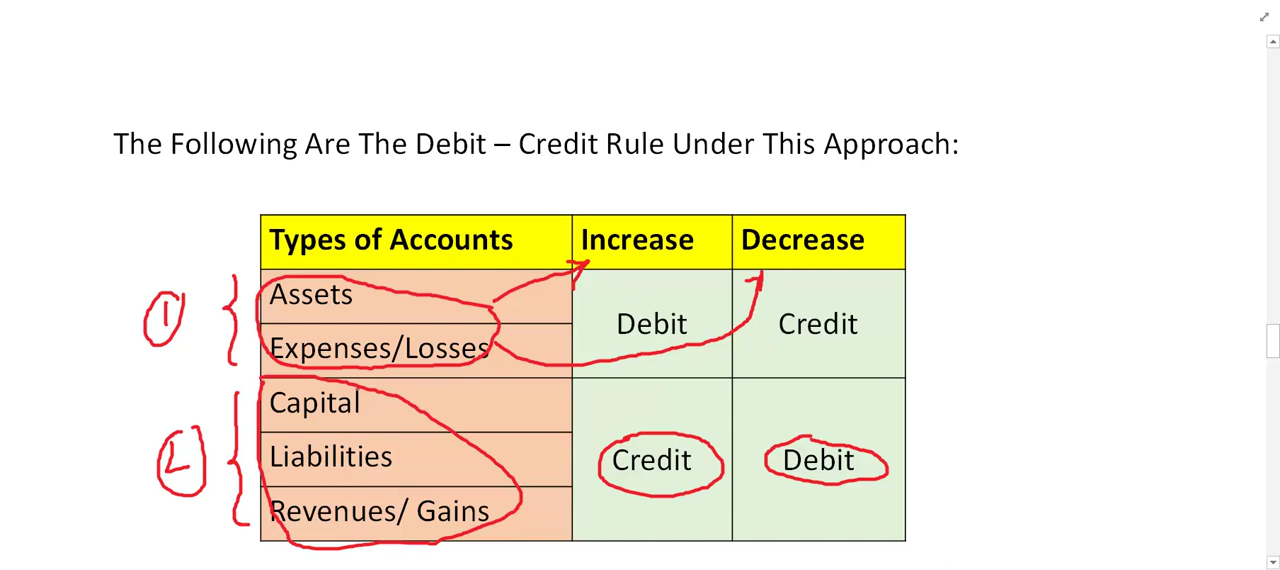 The Following Are The Debit – Credit Rule Under This Approach:
Types of Accounts Increase Decrease
Assets
Debit Credit
Expenses/Losses
Capital
Liabilities Credit Debit
Revenues/ Gains
1
2